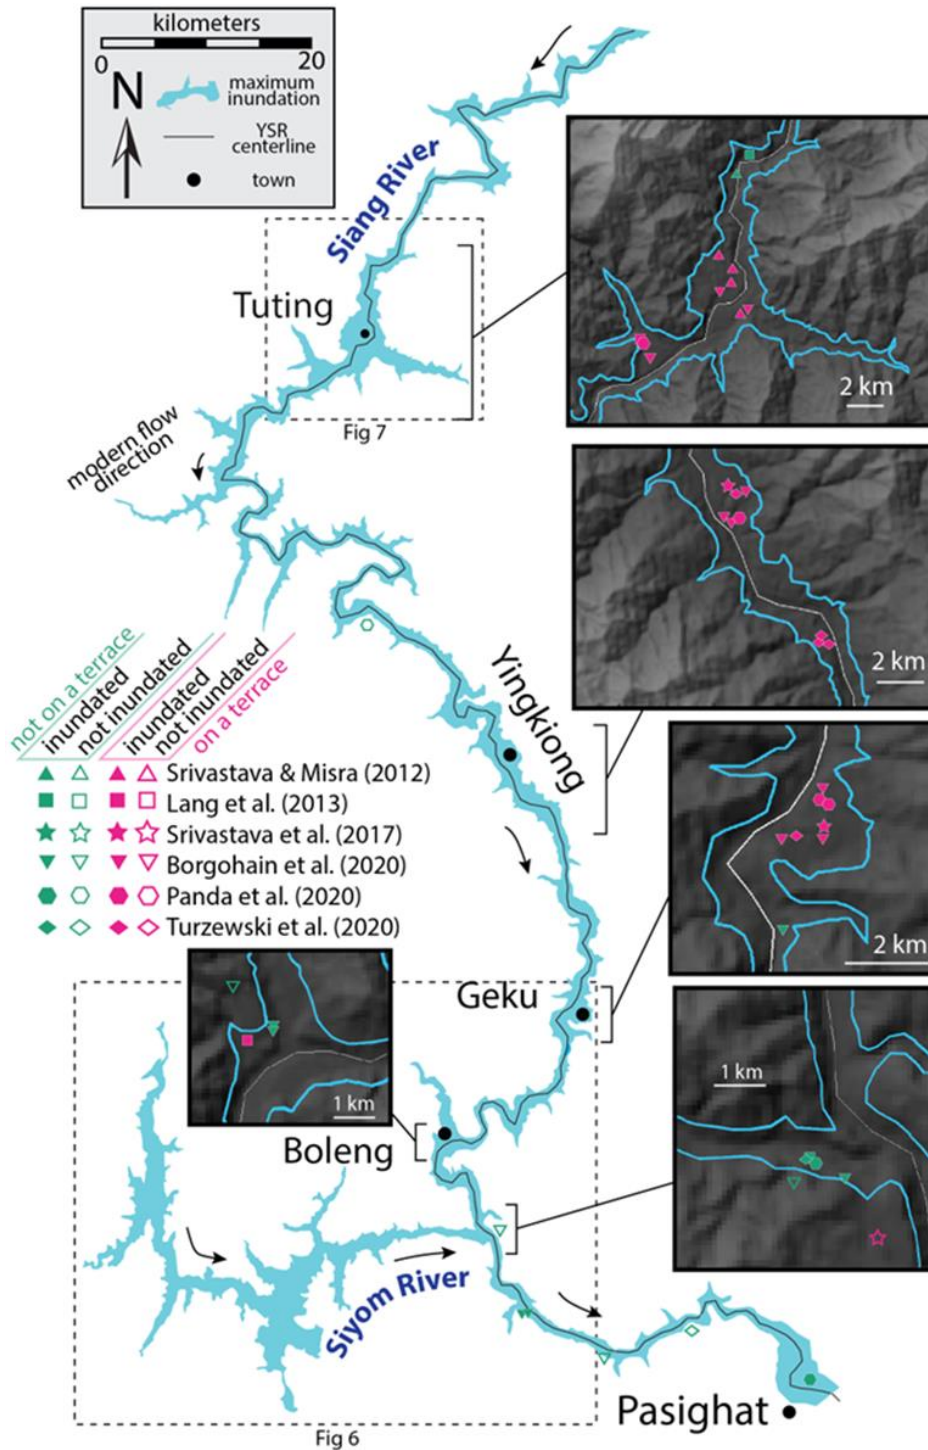 kilometers
0
20
N
maximum
inundation
YSR
centerline
town
Siang River
Tuting
Fig 7
2 km
modern flow
direction
2 km
Yingkiong
not on a terrace
inundated
not inundated
inundated
not inundated
on a terrace
Srivastava & Misra (2012)
Lang et al. (2013)
Srivastava et al. (2017)
Borgohain et al. (2020)
Panda et al. (2020)
Turzewski et al. (2020)
2 km
Geku
1 km
1 km
Boleng
Siyom River
Pasighat
Fig 6